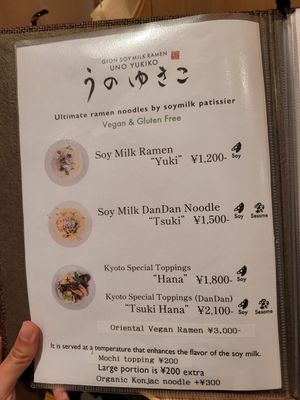 GION SOY MILK RAMEN
UNO YUKIKO
うのゆきこ
Ultimate ramen noodles by soymilk patissier
Vegan & Gluten Free
Soy Milk Ramen
"Yuki" ¥1,200-
Soy
Soy Milk DanDan Noodle
"Tsuki" ¥1,500-
Soy Sesame
Kyoto Special Toppings
"Hana" ¥1,800-
Soy
Kyoto Special Toppings (DanDan)
"Tsuki Hana" ¥2,100-
Soy Sesame
Oriental Vegan Ramen ¥3,000-
It is served at a temperature that enhances the flavor of the soy milk.
Mochi topping ¥200
Large portion is ¥200 extra
Organic Konjac noodle +¥300